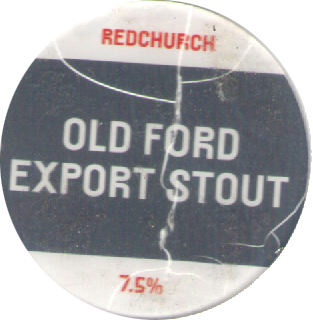 REDCHURCH
OLD FORD
EXPORT STOUT
7.5%